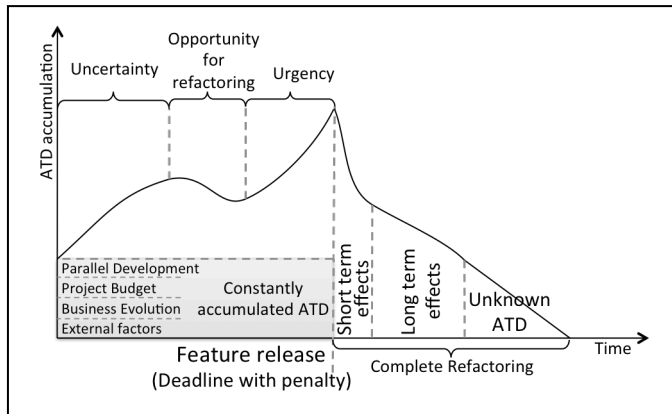 Opportunity
for
refactoring
Uncertainty
Urgency
ATD accumulation
Parallel Development
Project Budget
Business Evolution
External factors
Constantly
accumulated ATD
Short term
effects
Long term
effects
Unknown
ATD
Time
Feature release
(Deadline with penalty)
Complete Refactoring